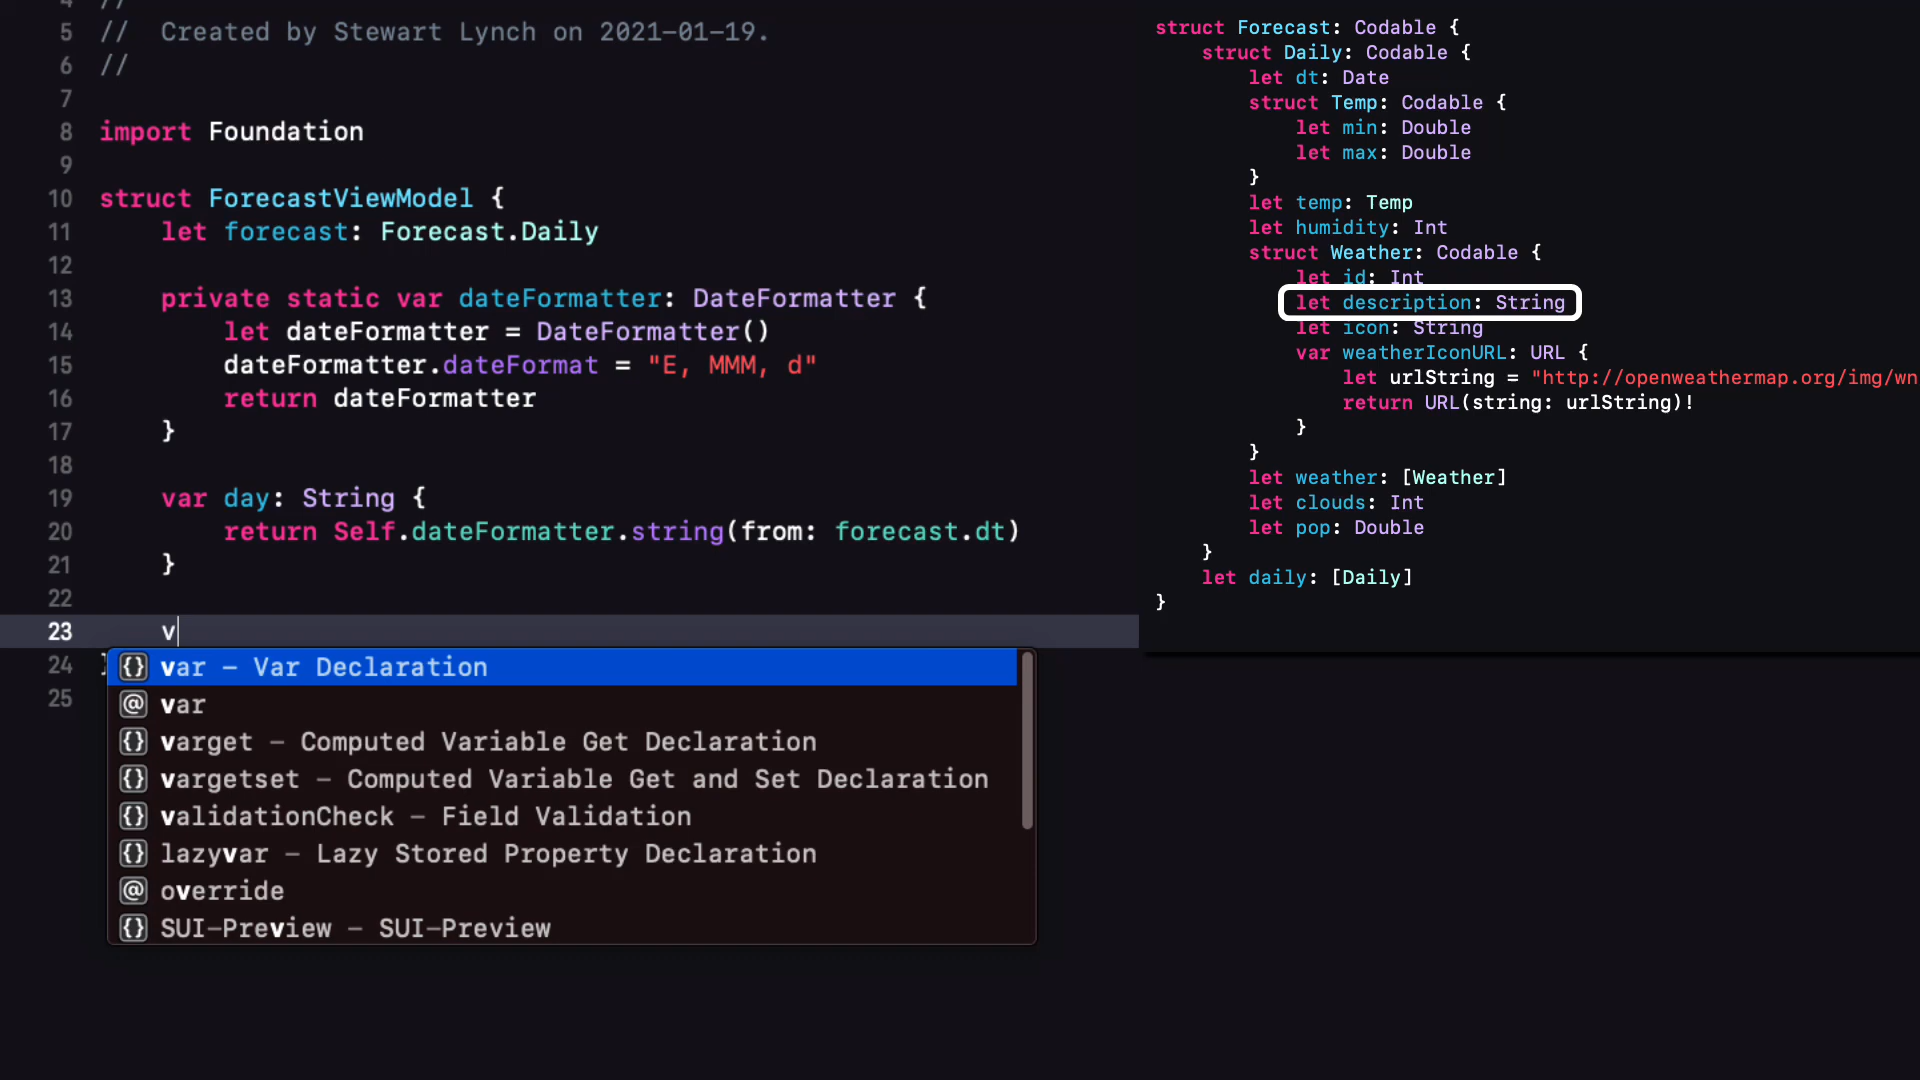 4 //
5 // Created by Stewart Lynch on 2021-01-19.
6 //
7
8 import Foundation
9
10 struct ForecastViewModel {
11 let forecast: Forecast.Daily
12
13 private static var dateFormatter: DateFormatter {
14 let dateFormatter = DateFormatter()
15 dateFormatter.dateFormat = "E, MMM, d"
16 return dateFormatter
17 }
18
19 var day: String {
20 return Self.dateFormatter.string(from: forecast.dt)
21 }
22
23 v
24 }
25
{} var – Var Declaration
@ var
{} varget – Computed Variable Get Declaration
{} vargetset – Computed Variable Get and Set Declaration
{} validationCheck – Field Validation
{} lazyvar – Lazy Stored Property Declaration
@ override
{} SUI-Preview – SUI-Preview
struct Forecast: Codable {
struct Daily: Codable {
let dt: Date
struct Temp: Codable {
let min: Double
let max: Double
}
let temp: Temp
let humidity: Int
struct Weather: Codable {
let id: Int
let description: String
let icon: String
var weatherIconURL: URL {
let urlString = "http://openweathermap.org/img/wn
return URL(string: urlString)!
}
}
let weather: [Weather]
let clouds: Int
let pop: Double
}
let daily: [Daily]
}